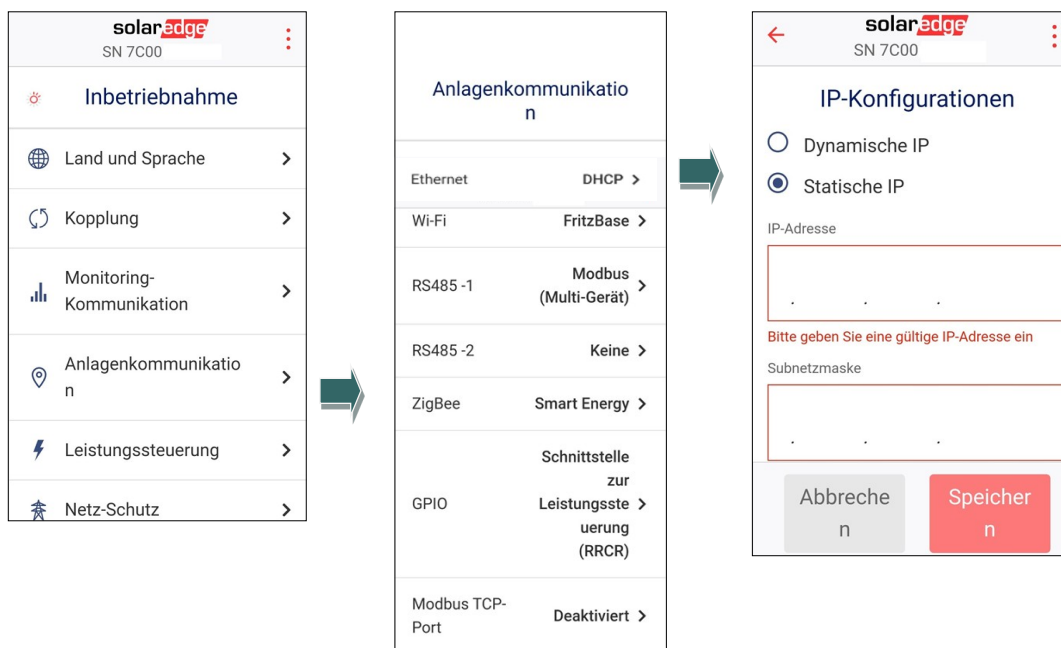 solaredge
SN 7C00
Inbetriebnahme
Land und Sprache
Kopplung
Monitoring-
Kommunikation
Anlagenkommunikatio
n
Leistungssteuerung
Netz-Schutz
Anlagenkommunikatio
n
Ethernet DHCP
Wi-Fi FritzBase
RS485 -1 Modbus
(Multi-Gerät)
RS485 -2 Keine
ZigBee Smart Energy
GPIO Schnittstelle
zur
Leistungsste
uerung
(RRCR)
Modbus TCP-
Port Deaktiviert
solaredge
SN 7C00
IP-Konfigurationen
Dynamische IP
Statische IP
IP-Adresse
. . .
Bitte geben Sie eine gültige IP-Adresse ein
Subnetzmaske
. . .
Abbreche
n
Speicher
n